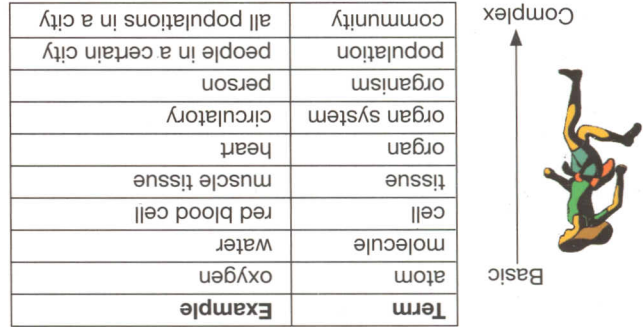 Basic
Complex
Term Example
atom oxygen
molecule water
cell red blood cell
tissue muscle tissue
organ heart
organ system circulatory
organism person
population people in a certain city
community all populations in a city